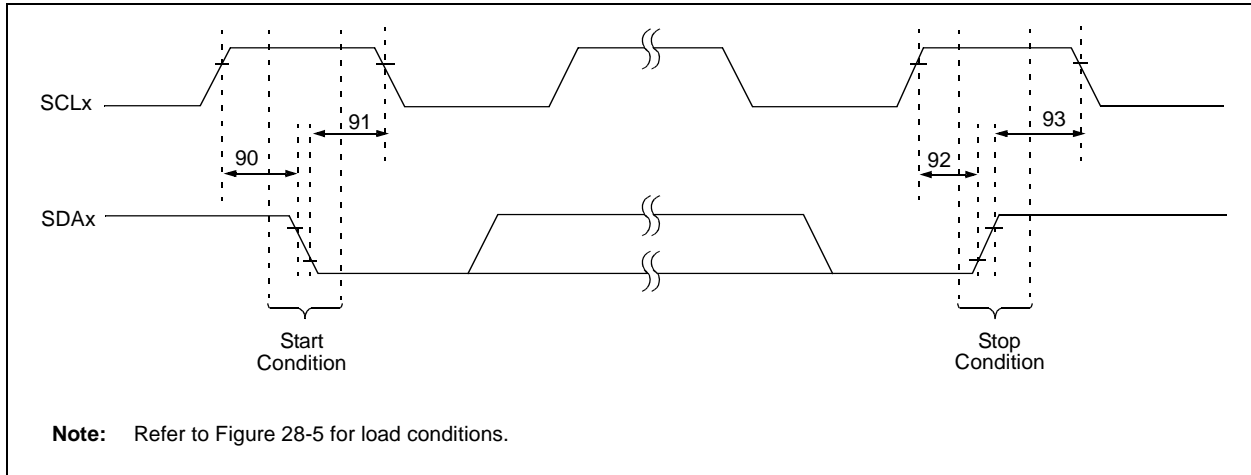 SCLx
91
93
90
92
SDAx
Start
Condition
Stop
Condition
Note: Refer to Figure 28-5 for load conditions.